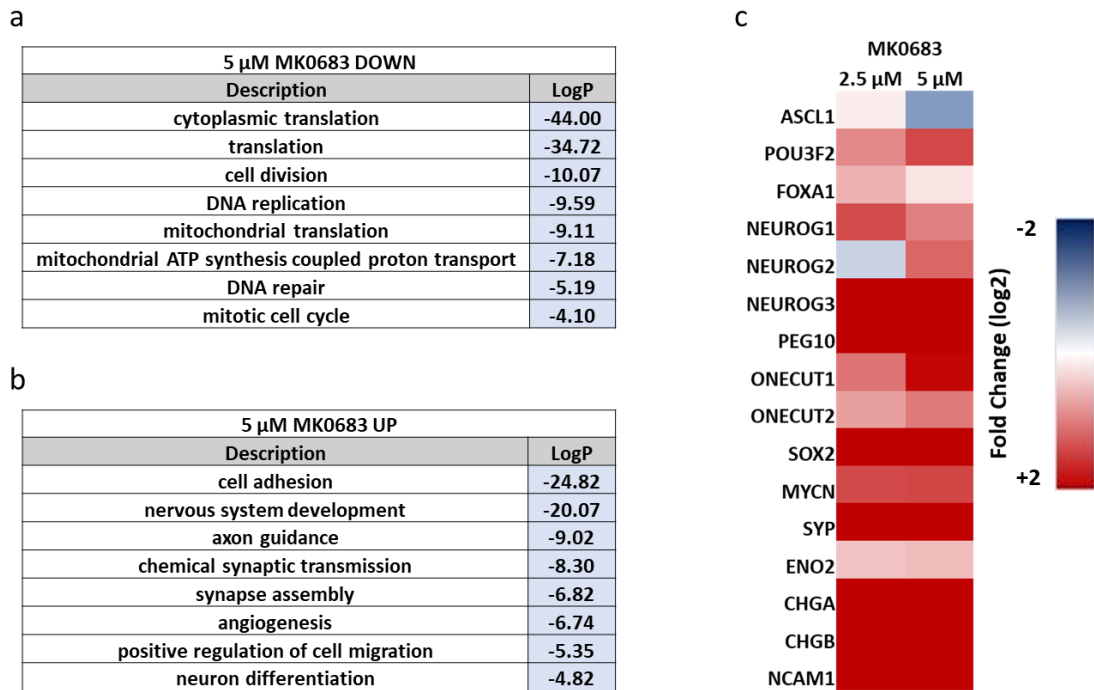 a
5 µM MK0683 DOWN
Description LogP
cytoplasmic translation -44.00
translation -34.72
cell division -10.07
DNA replication -9.59
mitochondrial translation -9.11
mitochondrial ATP synthesis coupled proton transport -7.18
DNA repair -5.19
mitotic cell cycle -4.10
b
5 µM MK0683 UP
Description LogP
cell adhesion -24.82
nervous system development -20.07
axon guidance -9.02
chemical synaptic transmission -8.30
synapse assembly -6.82
angiogenesis -6.74
positive regulation of cell migration -5.35
neuron differentiation -4.82
c
MK0683
2.5 µM 5 µM
ASCL1
POU3F2
FOXA1
NEUROG1
NEUROG2
NEUROG3
PEG10
ONECUT1
ONECUT2
SOX2
MYCN
SYP
ENO2
CHGA
CHGB
NCAM1
-2
Fold Change (log2)
+2